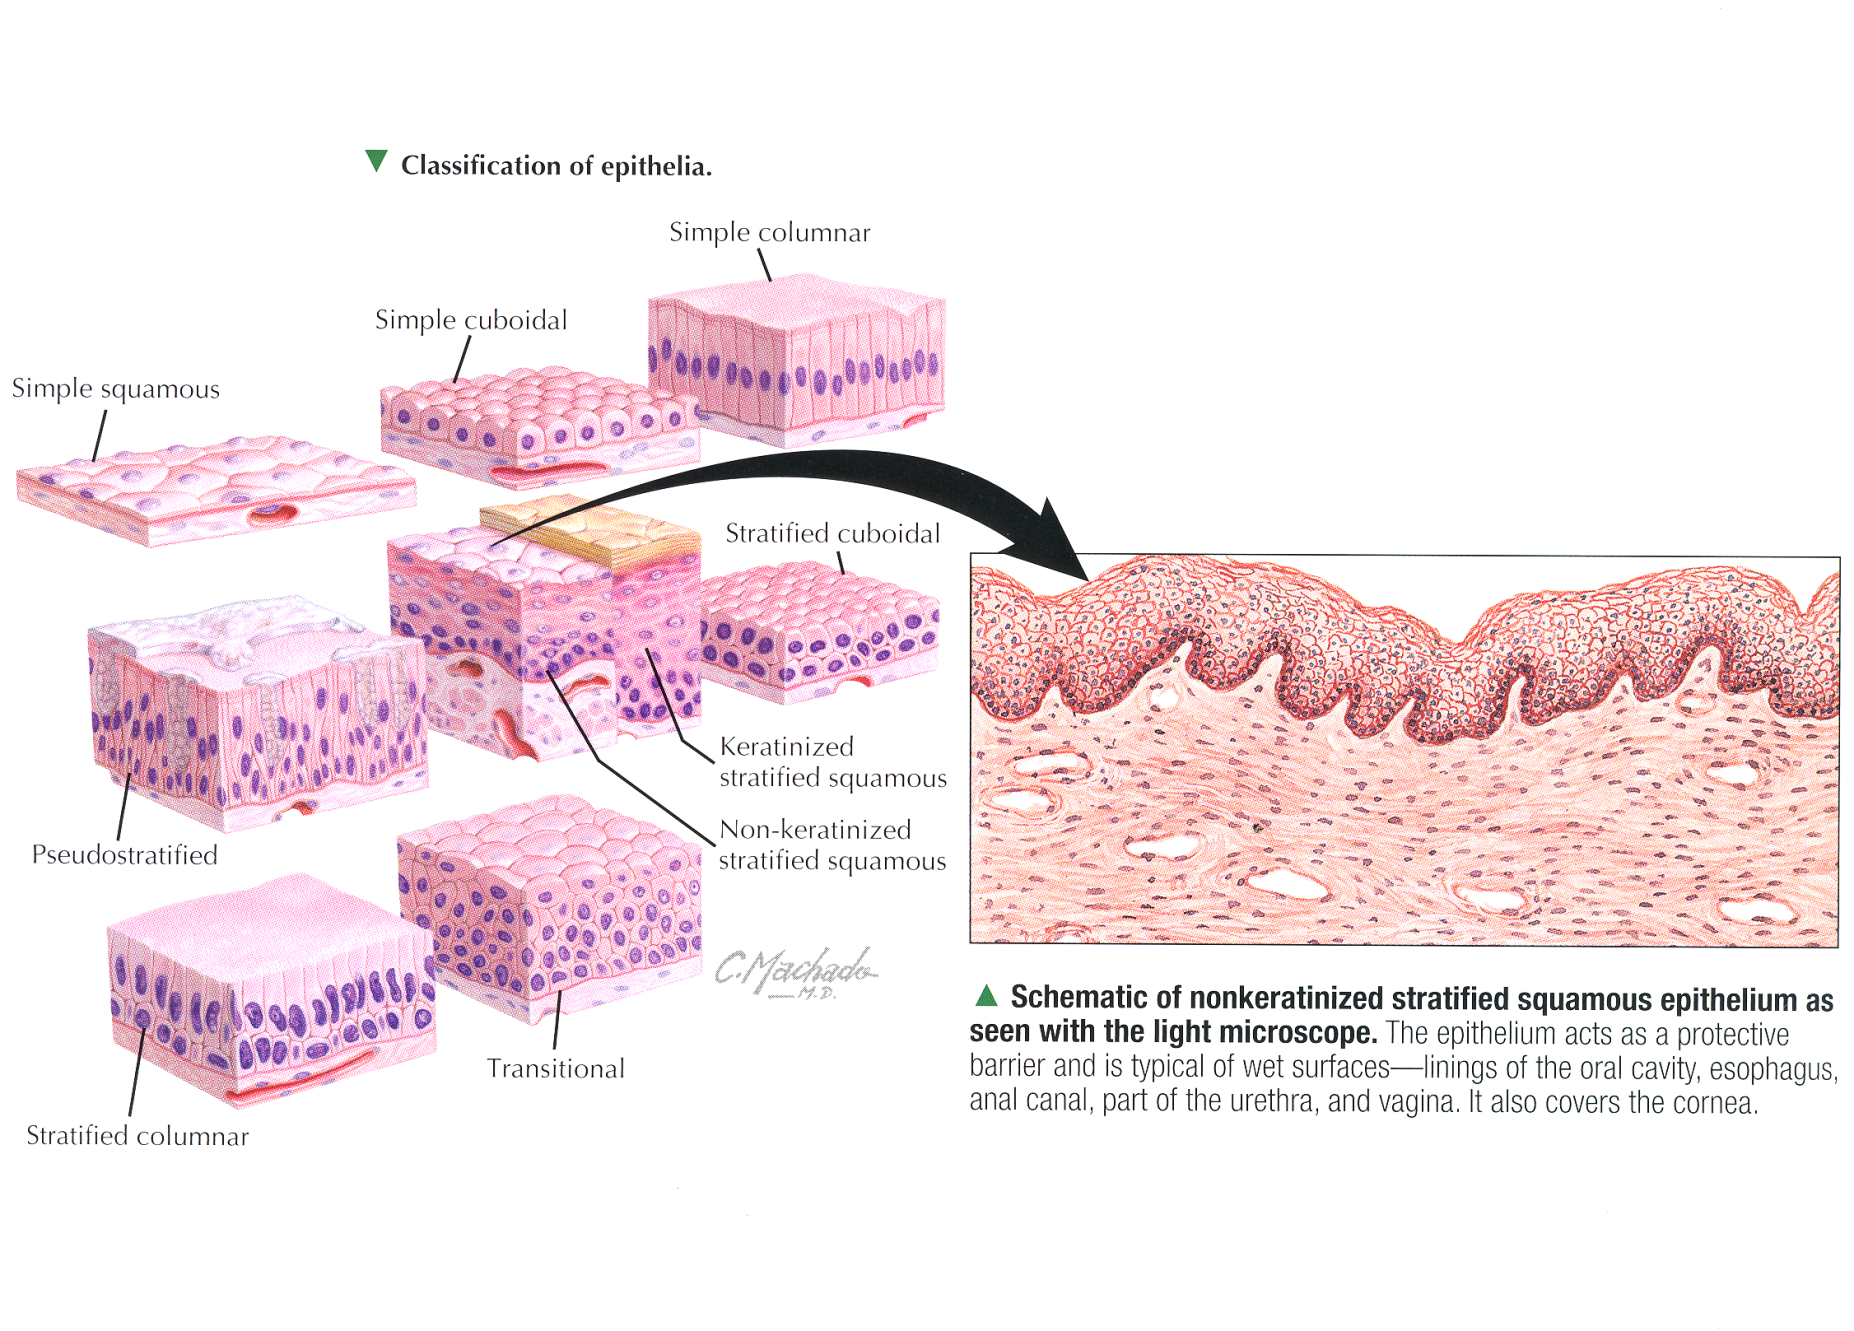 ▼ Classification of epithelia.
Simple columnar
Simple cuboidal
Simple squamous
Stratified cuboidal
Keratinized
stratified squamous
Non-keratinized
stratified squamous
Pseudostratified
Transitional
Stratified columnar
C. Machado
M.D.
▲ Schematic of nonkeratinized stratified squamous epithelium as
seen with the light microscope. The epithelium acts as a protective
barrier and is typical of wet surfaces—linings of the oral cavity, esophagus,
anal canal, part of the urethra, and vagina. It also covers the cornea.